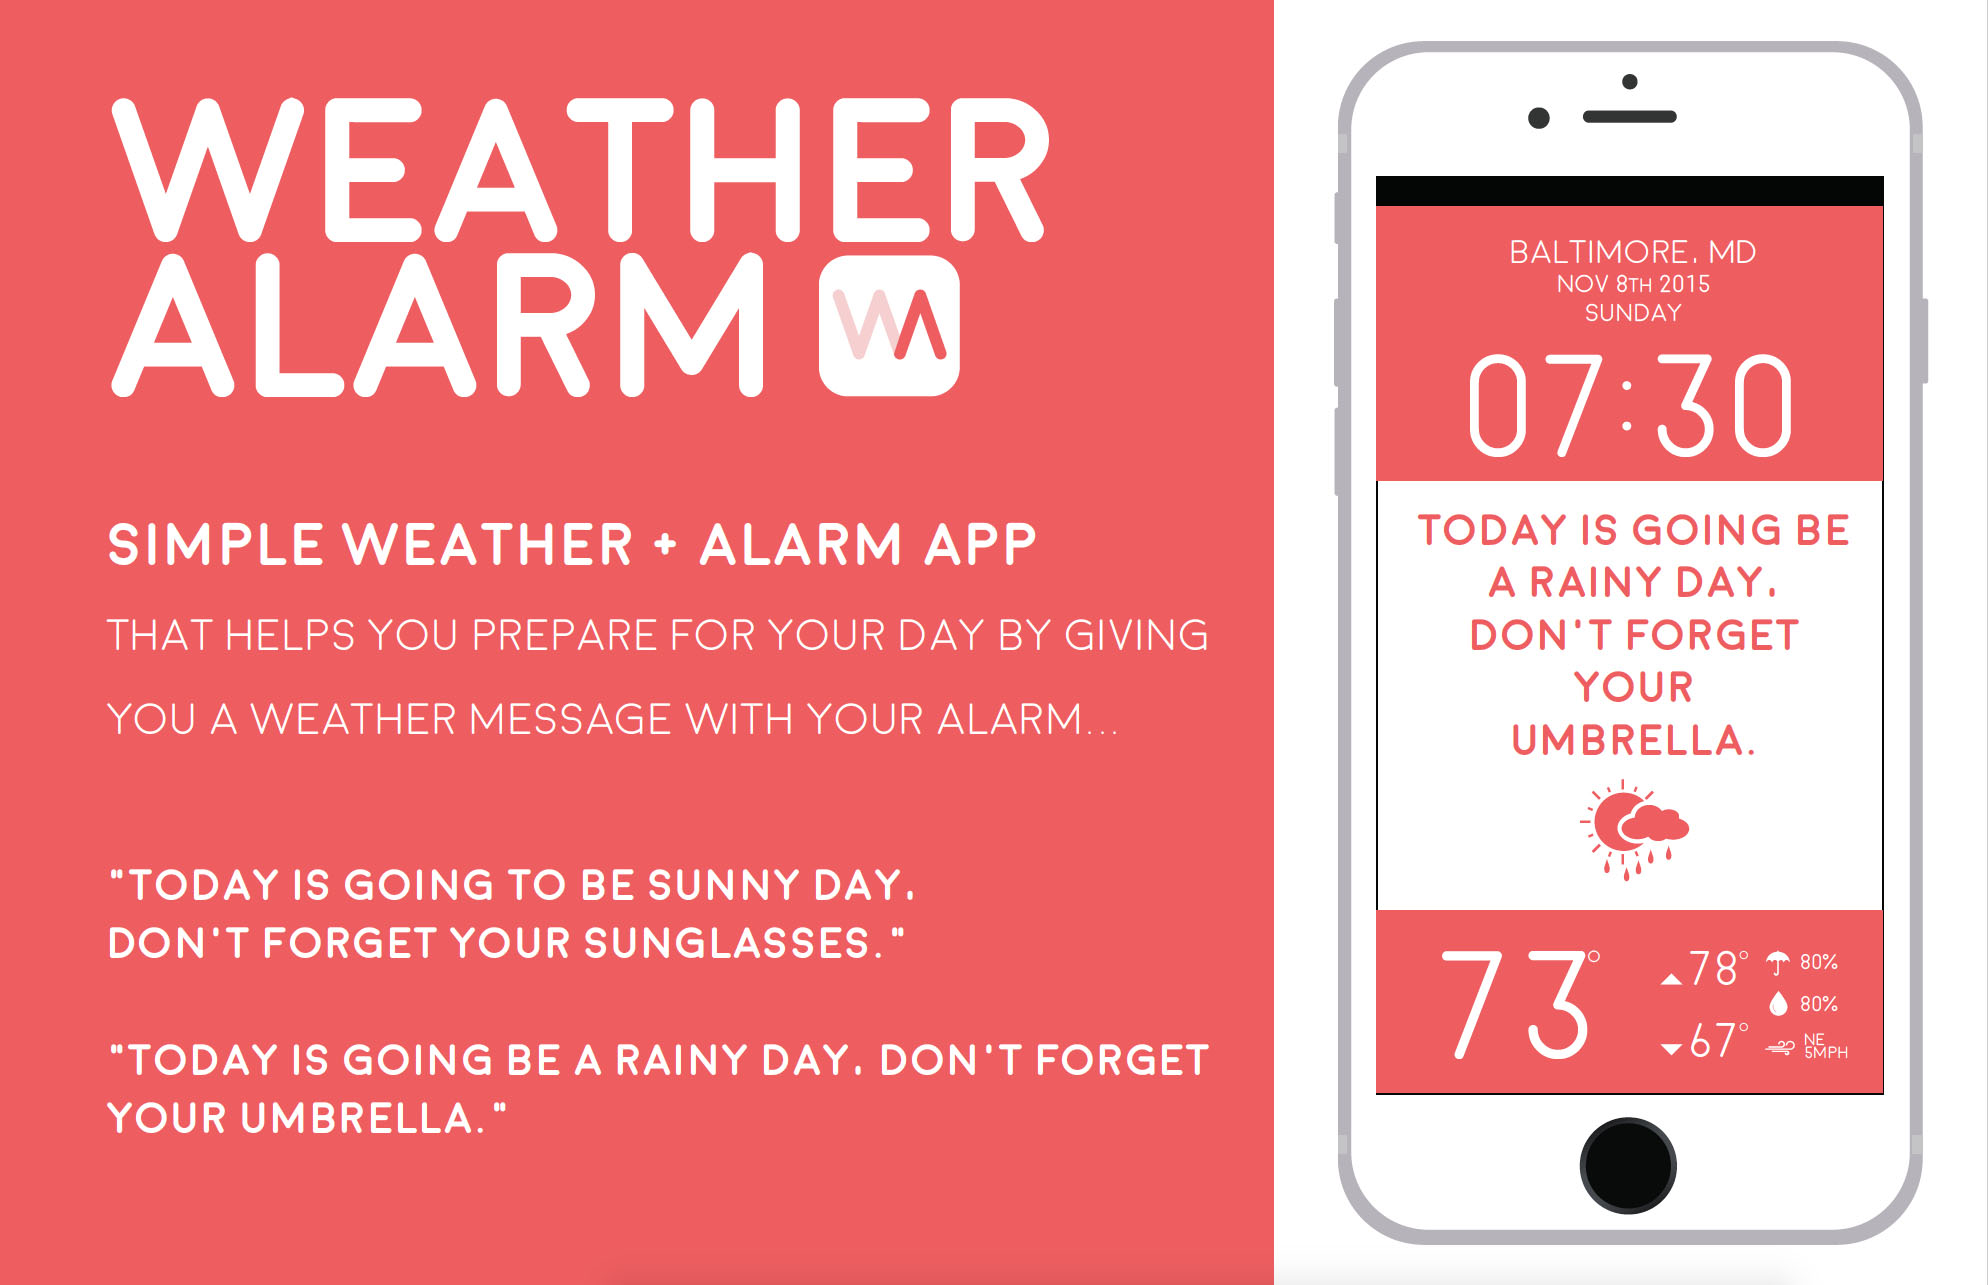 WEATHER
ALARM WA
SIMPLE WEATHER + ALARM APP
THAT HELPS YOU PREPARE FOR YOUR DAY BY GIVING
YOU A WEATHER MESSAGE WITH YOUR ALARM...
"TODAY IS GOING TO BE SUNNY DAY,
DON'T FORGET YOUR SUNGLASSES."
"TODAY IS GOING BE A RAINY DAY, DON'T FORGET
YOUR UMBRELLA."
BALTIMORE, MD
NOV 8TH 2015
SUNDAY
07:30
TODAY IS GOING BE
A RAINY DAY,
DON'T FORGET
YOUR
UMBRELLA.
73°
78°
67°
80%
80%
NE
5MPH